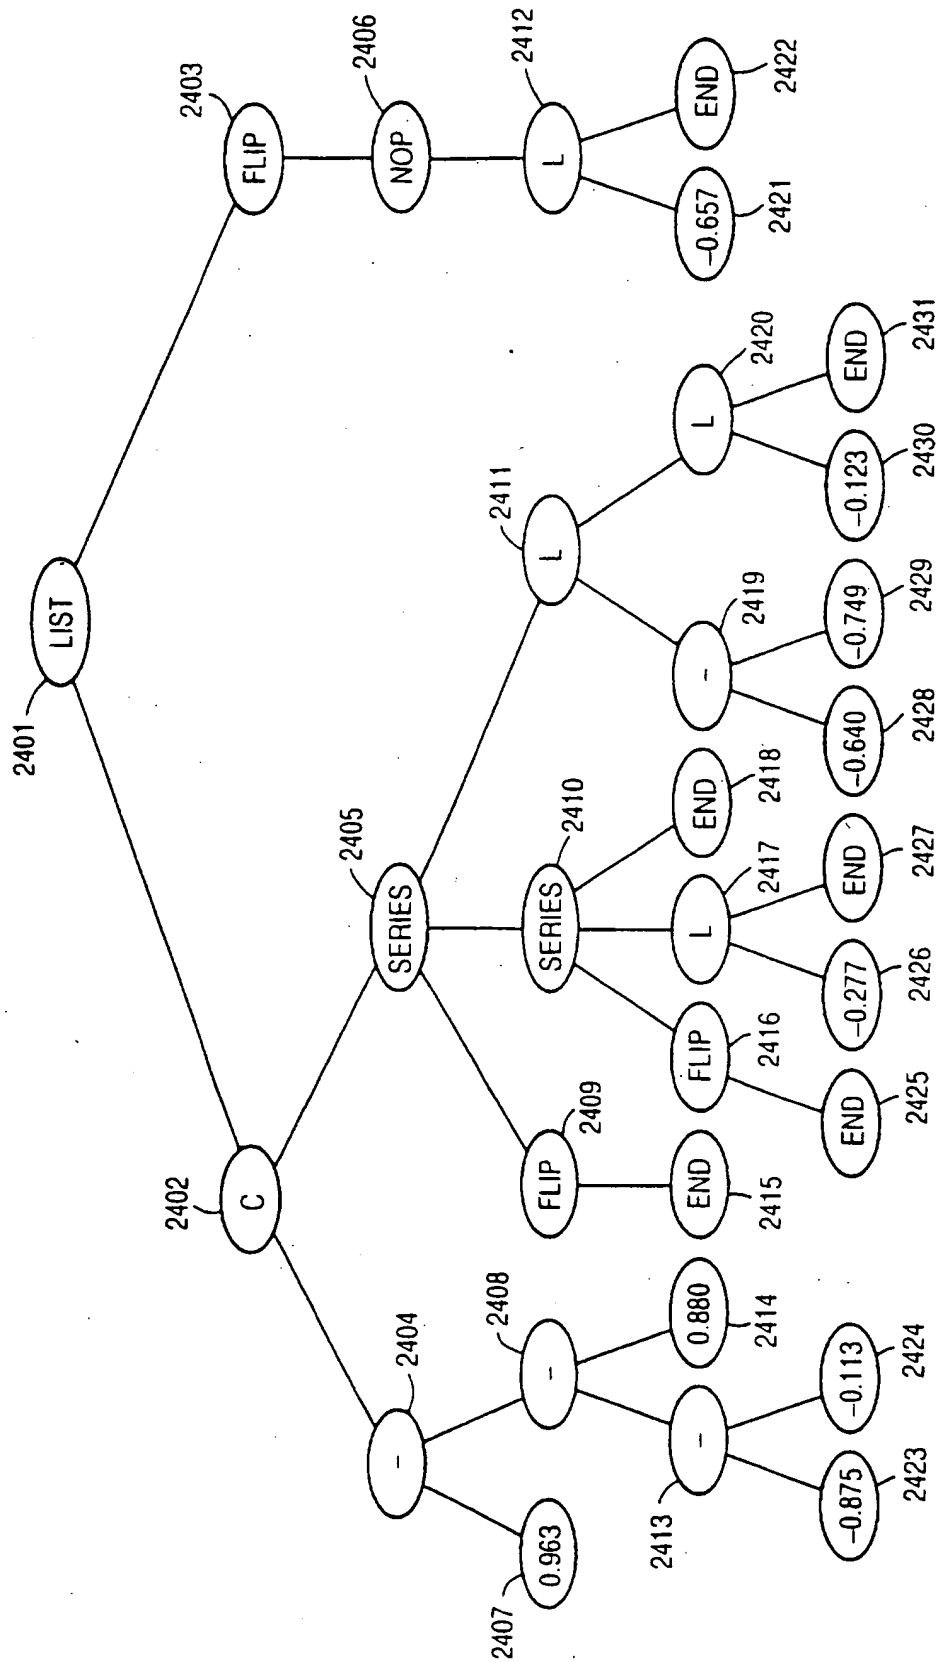 2401
LIST
2402
C
2403
FLIP
2404
–
2405
SERIES
2406
NOP
2407
0.963
2408
–
2409
FLIP
2410
SERIES
2411
L
2412
L
2413
–
2414
0.880
2415
END
2416
FLIP
2417
L
2418
END
2419
–
2420
L
2421
–0.657
2422
END
2423
–0.875
2424
–0.113
2425
END
2426
–0.277
2427
END
2428
–0.640
2429
–0.749
2430
–0.123
2431
END